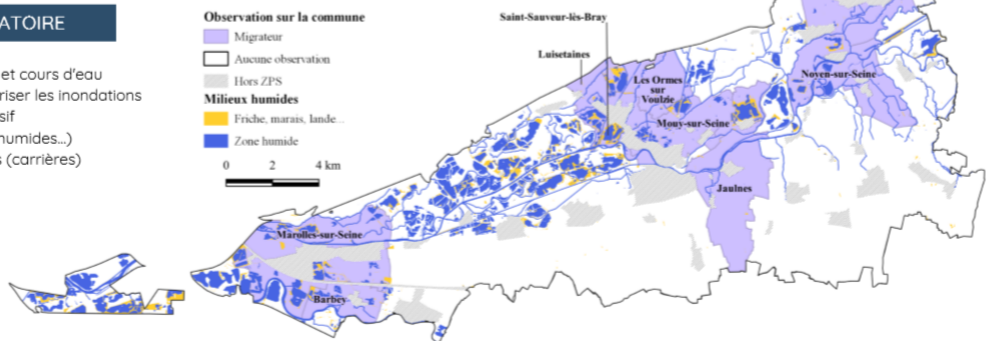 ATOIRE
et cours d'eau
riser les inondations
sif
humides...)
s (carrières)
Observation sur la commune
Migrateur
Aucune observation
Hors ZPS
Milieux humides
Friche, marais, lande...
Zone humide
0 2 4 km
Saint-Sauveur-lès-Bray
Luisetaines
Les Ormes
sur
Voulzie
Noyen-sur-Seine
Mouy-sur-Seine
Jaulnes
Marolles-sur-Seine
Barbey